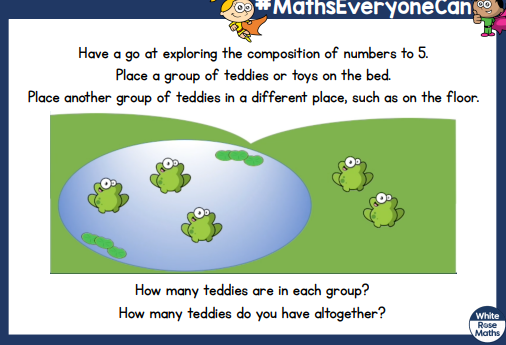 #MathsEveryoneCan
Have a go at exploring the composition of numbers to 5.
Place a group of teddies or toys on the bed.
Place another group of teddies in a different place, such as on the floor.
How many teddies are in each group?
How many teddies do you have altogether?
White
Rose
Maths